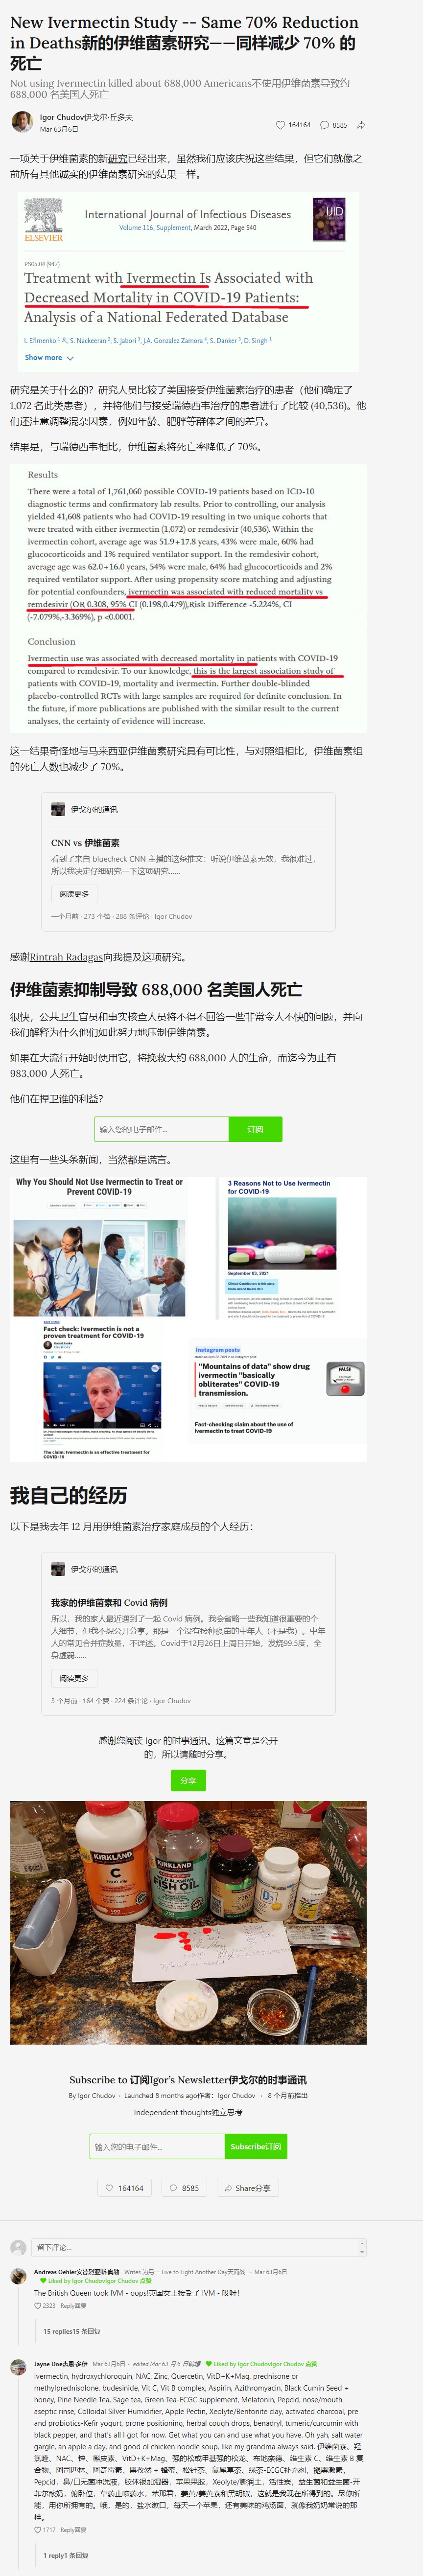 New Ivermectin Study -- Same 70% Reduction
in Deaths新的伊维菌素研究——同样减少 70% 的
死亡
Not using Ivermectin killed about 688,000 Americans不使用伊维菌素导致约
688,000 名美国人死亡
Igor Chudov伊戈尔·丘多夫
Mar 63月6日
164164
8585
一项关于伊维菌素的新研究已经出来，虽然我们应该庆祝这些结果，但它们就像之
前所有其他诚实的伊维菌素研究的结果一样。
ELSEVIER
International Journal of Infectious Diseases
Volume 116, Supplement, March 2022, Page S40
IJID
PS05.04 (947)
Treatment with Ivermectin Is Associated with
Decreased Mortality in COVID-19 Patients:
Analysis of a National Federated Database
I. Efimenko 1, S. Nackeeran 2, S. Jabori 3, J.A. Gonzalez Zamora 4, S. Danker 3, D. Singh 1
Show more
研究是关于什么的？研究人员比较了美国接受伊维菌素治疗的患者（他们确定了
1,072 名此类患者），并将他们与接受瑞德西韦治疗的患者进行了比较 (40,536)。他
们还注意调整混杂因素，例如年龄、肥胖等群体之间的差异。
结果是，与瑞德西韦相比，伊维菌素将死亡率降低了 70%。
Results
There were a total of 1,761,060 possible COVID-19 patients based on ICD-10
diagnostic terms and confirmatory lab results. Prior to controlling, our analysis
yielded 41,608 patients who had COVID-19 resulting in two unique cohorts that
were treated with either ivermectin (1,072) or remdesivir (40,536). Within the
ivermectin cohort, average age was 51.9+17.8 years, 43% were male, 60% had
glucocorticoids and 1% required ventilator support. In the remdesivir cohort,
average age was 62.0+16.0 years, 54% were male, 64% had glucocorticoids and 2%
required ventilator support. After using propensity score matching and adjusting
for potential confounders, ivermectin was associated with reduced mortality vs
remdesivir (OR 0.308, 95% CI (0.198,0.479)),Risk Difference -5.224%, CI
(-7.079%,-3.369%), p <0.0001.
Conclusion
Ivermectin use was associated with decreased mortality in patients with COVID-19
compared to remdesivir. To our knowledge, this is the largest association study of
patients with COVID-19, mortality and ivermectin. Further double-blinded
placebo-controlled RCTs with large samples are required for definite conclusion. In
the future, if more publications are published with the similar result to the current
analyses, the certainty of evidence will increase.
这一结果奇怪地与马来西亚伊维菌素研究具有可比性，与对照组相比，伊维菌素组
的死亡人数也减少了 70%。
伊戈尔的通讯
CNN vs 伊维菌素
看到了来自 bluecheck CNN 主播的这条推文：听说伊维菌素无效，我很难过，
所以我决定仔细研究一下这项研究……
阅读更多
一个月前 · 273 个赞 · 288 条评论 · Igor Chudov
感谢Rintrah Radagas向我提及这项研究。
伊维菌素抑制导致 688,000 名美国人死亡
很快，公共卫生官员和事实核查人员将不得不回答一些非常令人不快的问题，并向
我们解释为什么他们如此努力地压制伊维菌素。
如果在大流行开始时使用它，将挽救大约 688,000 人的生命，而迄今为止有
983,000 人死亡。
他们在捍卫谁的利益？
输入您的电子邮件...
订阅
这里有一些头条新闻，当然都是谎言。
Why You Should Not Use Ivermectin to Treat or
Prevent COVID-19
3 Reasons Not to Use Ivermectin
for COVID-19
September 03, 2021
Fact check: Ivermectin is not a
proven treatment for COVID-19
Instagram posts
"Mountains of data" show drug
ivermectin "basically
obliterates" COVID-19
transmission.
FALSE
Fact-checking claim about the use of
ivermectin to treat COVID-19
The claim: Ivermectin is an effective treatment for
COVID-19
我自己的经历
以下是我去年 12 月用伊维菌素治疗家庭成员的个人经历：
伊戈尔的通讯
我家的伊维菌素和 Covid 病例
所以，我的家人最近遇到了一起 Covid 病例。我会省略一些我知道很重要的个
人细节，但我不想公开分享。那是一个没有接种疫苗的中年人（不是我）。中年
人的常见合并症数量，不详述。Covid于12月26日上周日开始，发烧99.5度，全
身虚弱……
阅读更多
3 个月前 · 164 个赞 · 224 条评论 · Igor Chudov
感谢您阅读 Igor 的时事通讯。这篇文章是公开
的，所以请随时分享。
分享
KIRKLAND
C
KIRKLAND
FISH OIL
D3
Subscribe to 订阅Igor's Newsletter伊戈尔的时事通讯
By Igor Chudov · Launched 8 months ago作者：Igor Chudov · 8 个月前推出
Independent thoughts独立思考
输入您的电子邮件...
Subscribe订阅
164164
8585
Share分享
留下评论...
Andreas Oehler安德烈亚斯·奥勒 Writes 为另一 Live to Fight Another Day天而战 · Mar 63月6日
Liked by Igor ChudovIgor Chudov 点赞
The British Queen took IVM - oops!英国女王接受了 IVM - 哎呀！
2323 Reply回复
15 replies15 条回复
Jayne Doe杰恩·多伊 Mar 63月6日 · edited Mar 63 月 6 日编辑 Liked by Igor ChudovIgor Chudov 点赞
Ivermectin, hydroxychloroquin, NAC, Zinc, Quercetin, VitD+K+Mag, prednisone or
methylprednisolone, budesinide, Vit C, Vit B complex, Aspirin, Azithromyacin, Black Cumin Seed +
honey, Pine Needle Tea, Sage tea, Green Tea-ECGC supplement, Melatonin, Pepcid, nose/mouth
aseptic rinse, Colloidal Silver Humidifier, Apple Pectin, Xeolyte/Bentonite clay, activated charcoal, pre
and probiotics-Kefir yogurt, prone positioning, herbal cough drops, benadryl, tumeric/curcumin with
black pepper, and that's all I got for now. Get what you can and use what you have. Oh yah, salt water
gargle, an apple a day, and good ol chicken noodle soup, like my grandma always said. 伊维菌素、羟
氯喹、NAC、锌、槲皮素、VitD+K+Mag、强的松或甲基强的松龙、布地奈德、维生素 C、维生素 B 复
合物、阿司匹林、阿奇霉素、黑孜然 + 蜂蜜、松针茶、鼠尾草茶、绿茶-ECGC补充剂、褪黑激素，
Pepcid，鼻/口无菌冲洗液，胶体银加湿器，苹果果胶，Xeolyte/膨润土，活性炭，益生菌和益生菌-开
菲尔酸奶，俯卧位，草药止咳药水，苯那君，姜黄/姜黄素和黑胡椒，这就是我现在所得到的。尽你所
能，用你所拥有的。哦，是的，盐水漱口，每天一个苹果，还有美味的鸡汤面，就像我奶奶常说的那
样。
1717 Reply回复
1 reply1 条回复